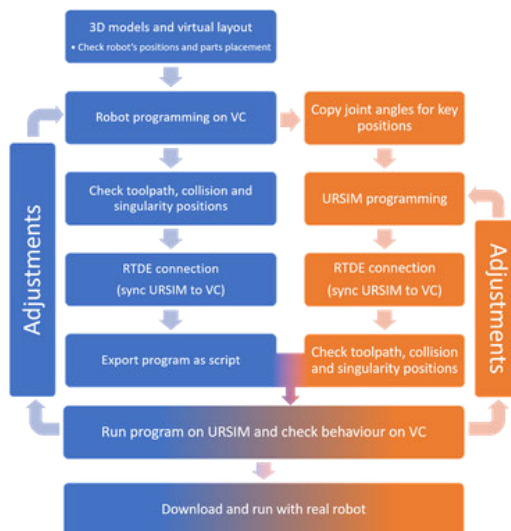 3D models and virtual layout
• Check robot's positions and parts placement
Robot programming on VC
Copy joint angles for key
positions
Check toolpath, collision and
singularity positions
URSIM programming
RTDE connection
(sync URSIM to VC)
RTDE connection
(sync URSIM to VC)
Export program as script
Check toolpath, collision
and singularity positions
Adjustments
Adjustments
Run program on URSIM and check behaviour on VC
Download and run with real robot